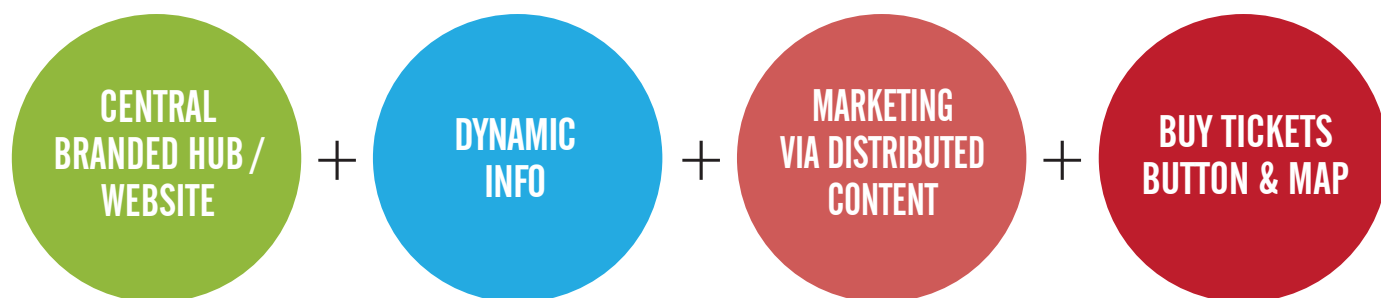 CENTRAL
BRANDED HUB /
WEBSITE
+
DYNAMIC
INFO
+
MARKETING
VIA DISTRIBUTED
CONTENT
+
BUY TICKETS
BUTTON & MAP